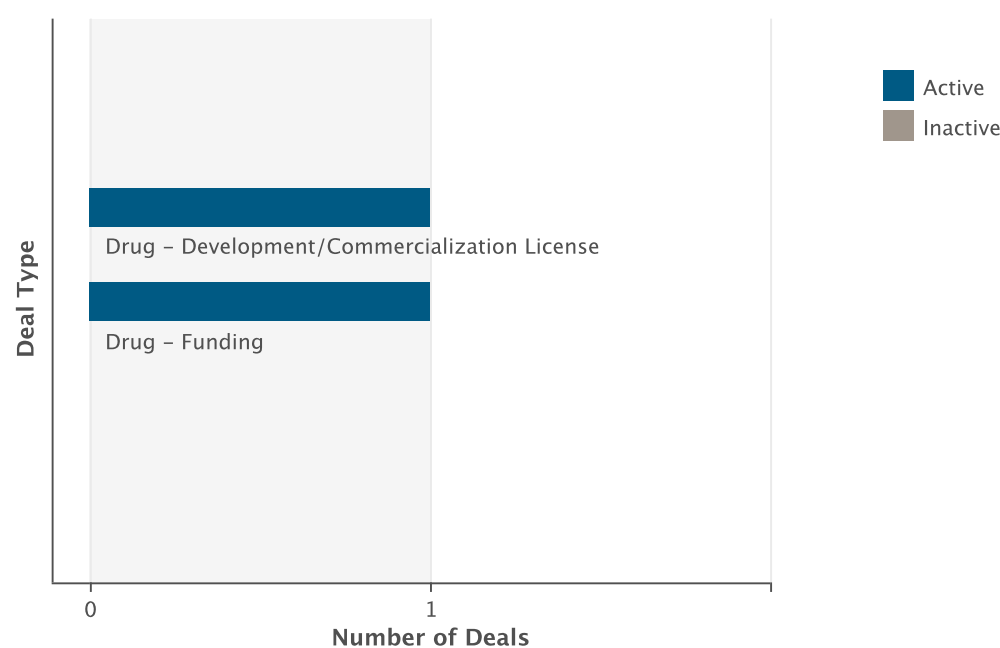 Active
Inactive
Drug – Development/Commercialization License
Drug – Funding
Deal Type
0
1
Number of Deals